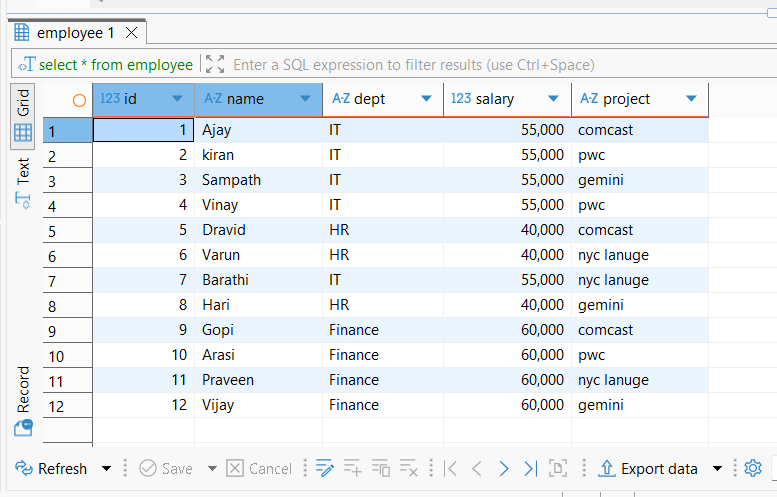 employee 1
select * from employee Enter a SQL expression to filter results (use Ctrl+Space)
Grid
Text
Record
123 id A-Z name A-Z dept 123 salary A-Z project
1 1 Ajay IT 55,000 comcast
2 2 kiran IT 55,000 pwc
3 3 Sampath IT 55,000 gemini
4 4 Vinay IT 55,000 pwc
5 5 Dravid HR 40,000 comcast
6 6 Varun HR 40,000 nyc lanuge
7 7 Barathi IT 55,000 nyc lanuge
8 8 Hari HR 40,000 gemini
9 9 Gopi Finance 60,000 comcast
10 10 Arasi Finance 60,000 pwc
11 11 Praveen Finance 60,000 nyc lanuge
12 12 Vijay Finance 60,000 gemini
Refresh Save Cancel Export data